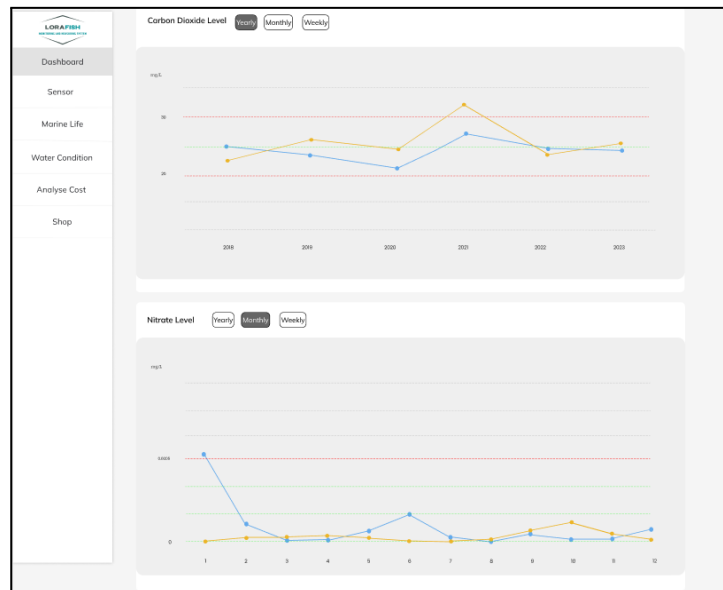 LORAFISH
Dashboard
Sensor
Marine Life
Water Condition
Analyse Cost
Shop
Carbon Dioxide Level Yearly Monthly Weekly
mg/L
2018 2019 2020 2021 2022 2023
Nitrate Level Yearly Monthly Weekly
mg/L
0
1 2 3 4 5 6 7 8 9 10 11 12